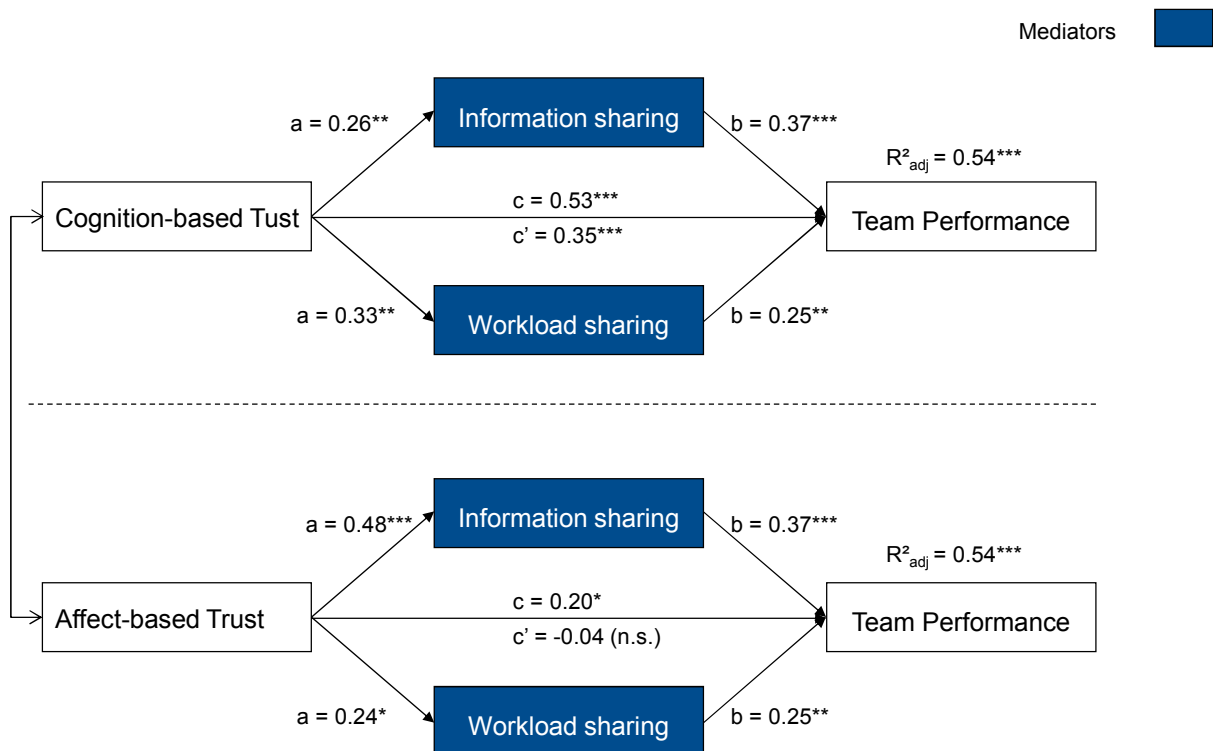 Mediators
Information sharing
a = 0.26**
b = 0.37***
R²adj = 0.54***
Cognition-based Tust
c = 0.53***
c’ = 0.35***
Team Performance
a = 0.33**
Workload sharing
b = 0.25**
Information sharing
a = 0.48***
b = 0.37***
R²adj = 0.54***
Affect-based Trust
c = 0.20*
c’ = -0.04 (n.s.)
Team Performance
a = 0.24*
Workload sharing
b = 0.25**